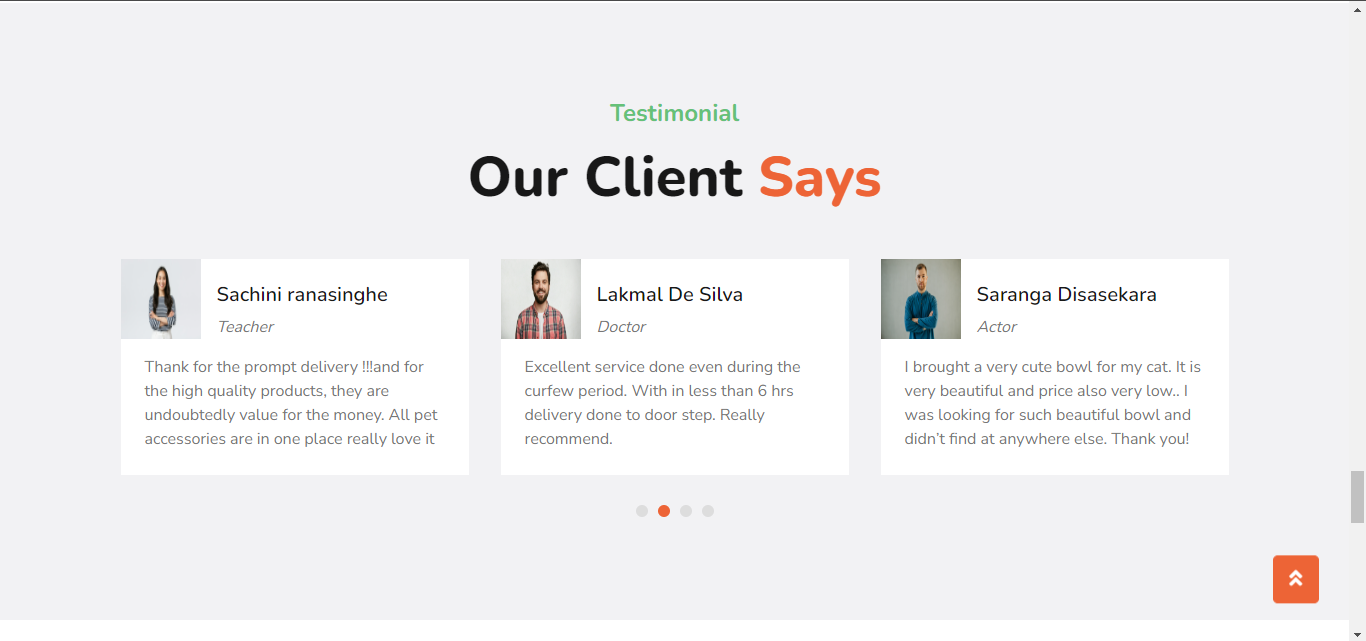 Testimonial
Our Client Says
Sachini ranasinghe
Teacher
Thank for the prompt delivery !!!and for
the high quality products, they are
undoubtedly value for the money. All pet
accessories are in one place really love it
Lakmal De Silva
Doctor
Excellent service done even during the
curfew period. With in less than 6 hrs
delivery done to door step. Really
recommend.
Saranga Disasekara
Actor
I brought a very cute bowl for my cat. It is
very beautiful and price also very low.. I
was looking for such beautiful bowl and
didn’t find at anywhere else. Thank you!